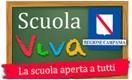 Scuola
Viva
REGIONE CAMPANIA
La scuola aperta a tutti